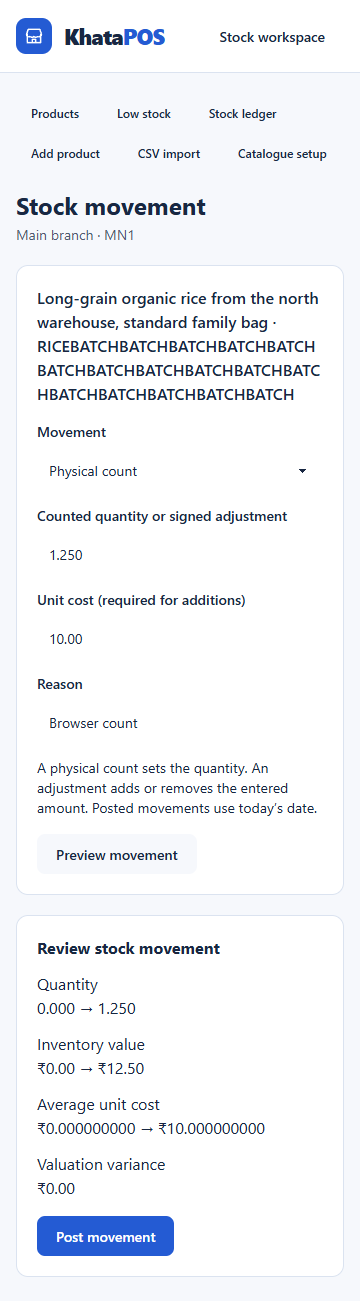 KhataPOS
Stock workspace
Products
Low stock
Stock ledger
Add product
CSV import
Catalogue setup
Stock movement
Main branch · MN1
Long-grain organic rice from the north
warehouse, standard family bag ·
RICEBATCHBATCHBATCHBATCHBATCH
BATCHBATCHBATCHBATCHBATCHBATC
HBATCHBATCHBATCHBATCHBATCH
Movement
Physical count
Counted quantity or signed adjustment
1.250
Unit cost (required for additions)
10.00
Reason
Browser count
A physical count sets the quantity. An
adjustment adds or removes the entered
amount. Posted movements use today’s date.
Preview movement
Review stock movement
Quantity
0.000 → 1.250
Inventory value
₹0.00 → ₹12.50
Average unit cost
₹0.000000000 → ₹10.000000000
Valuation variance
₹0.00
Post movement